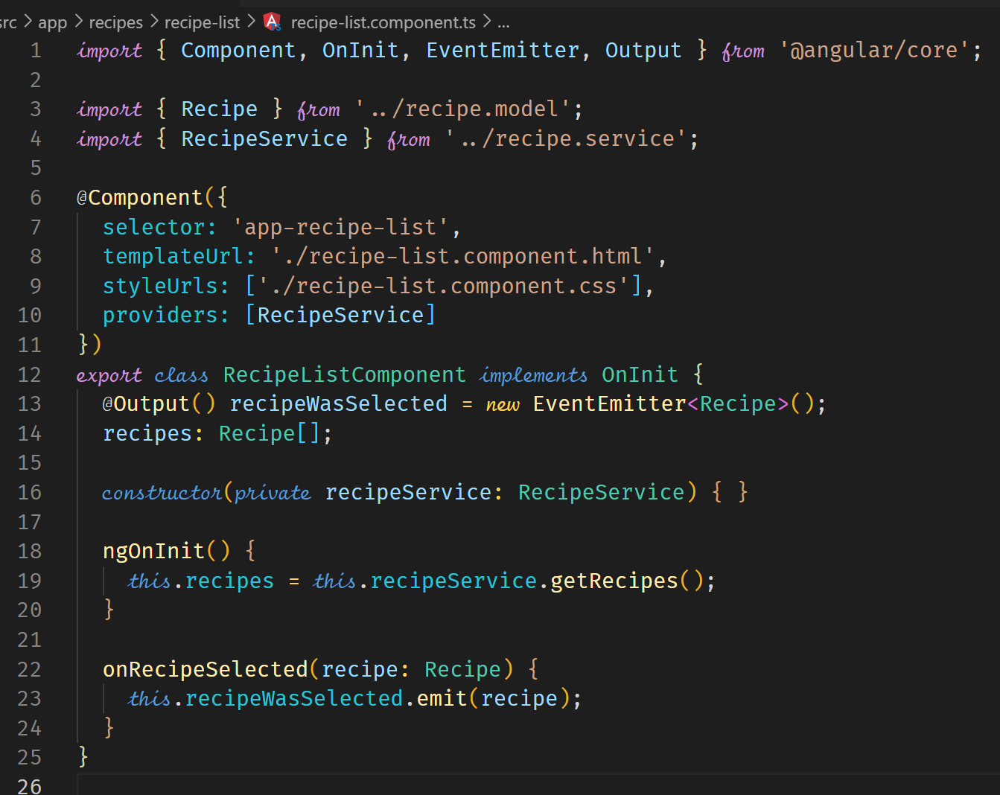 src > app > recipes > recipe-list > recipe-list.component.ts > ...
1 import { Component, OnInit, EventEmitter, Output } from '@angular/core';
2
3 import { Recipe } from '../recipe.model';
4 import { RecipeService } from '../recipe.service';
5
6 @Component({
7   selector: 'app-recipe-list',
8   templateUrl: './recipe-list.component.html',
9   styleUrls: ['./recipe-list.component.css'],
10   providers: [RecipeService]
11 })
12 export class RecipeListComponent implements OnInit {
13   @Output() recipeWasSelected = new EventEmitter<Recipe>();
14   recipes: Recipe[];
15
16   constructor(private recipeService: RecipeService) { }
17
18   ngOnInit() {
19     this.recipes = this.recipeService.getRecipes();
20   }
21
22   onRecipeSelected(recipe: Recipe) {
23     this.recipeWasSelected.emit(recipe);
24   }
25 }
26